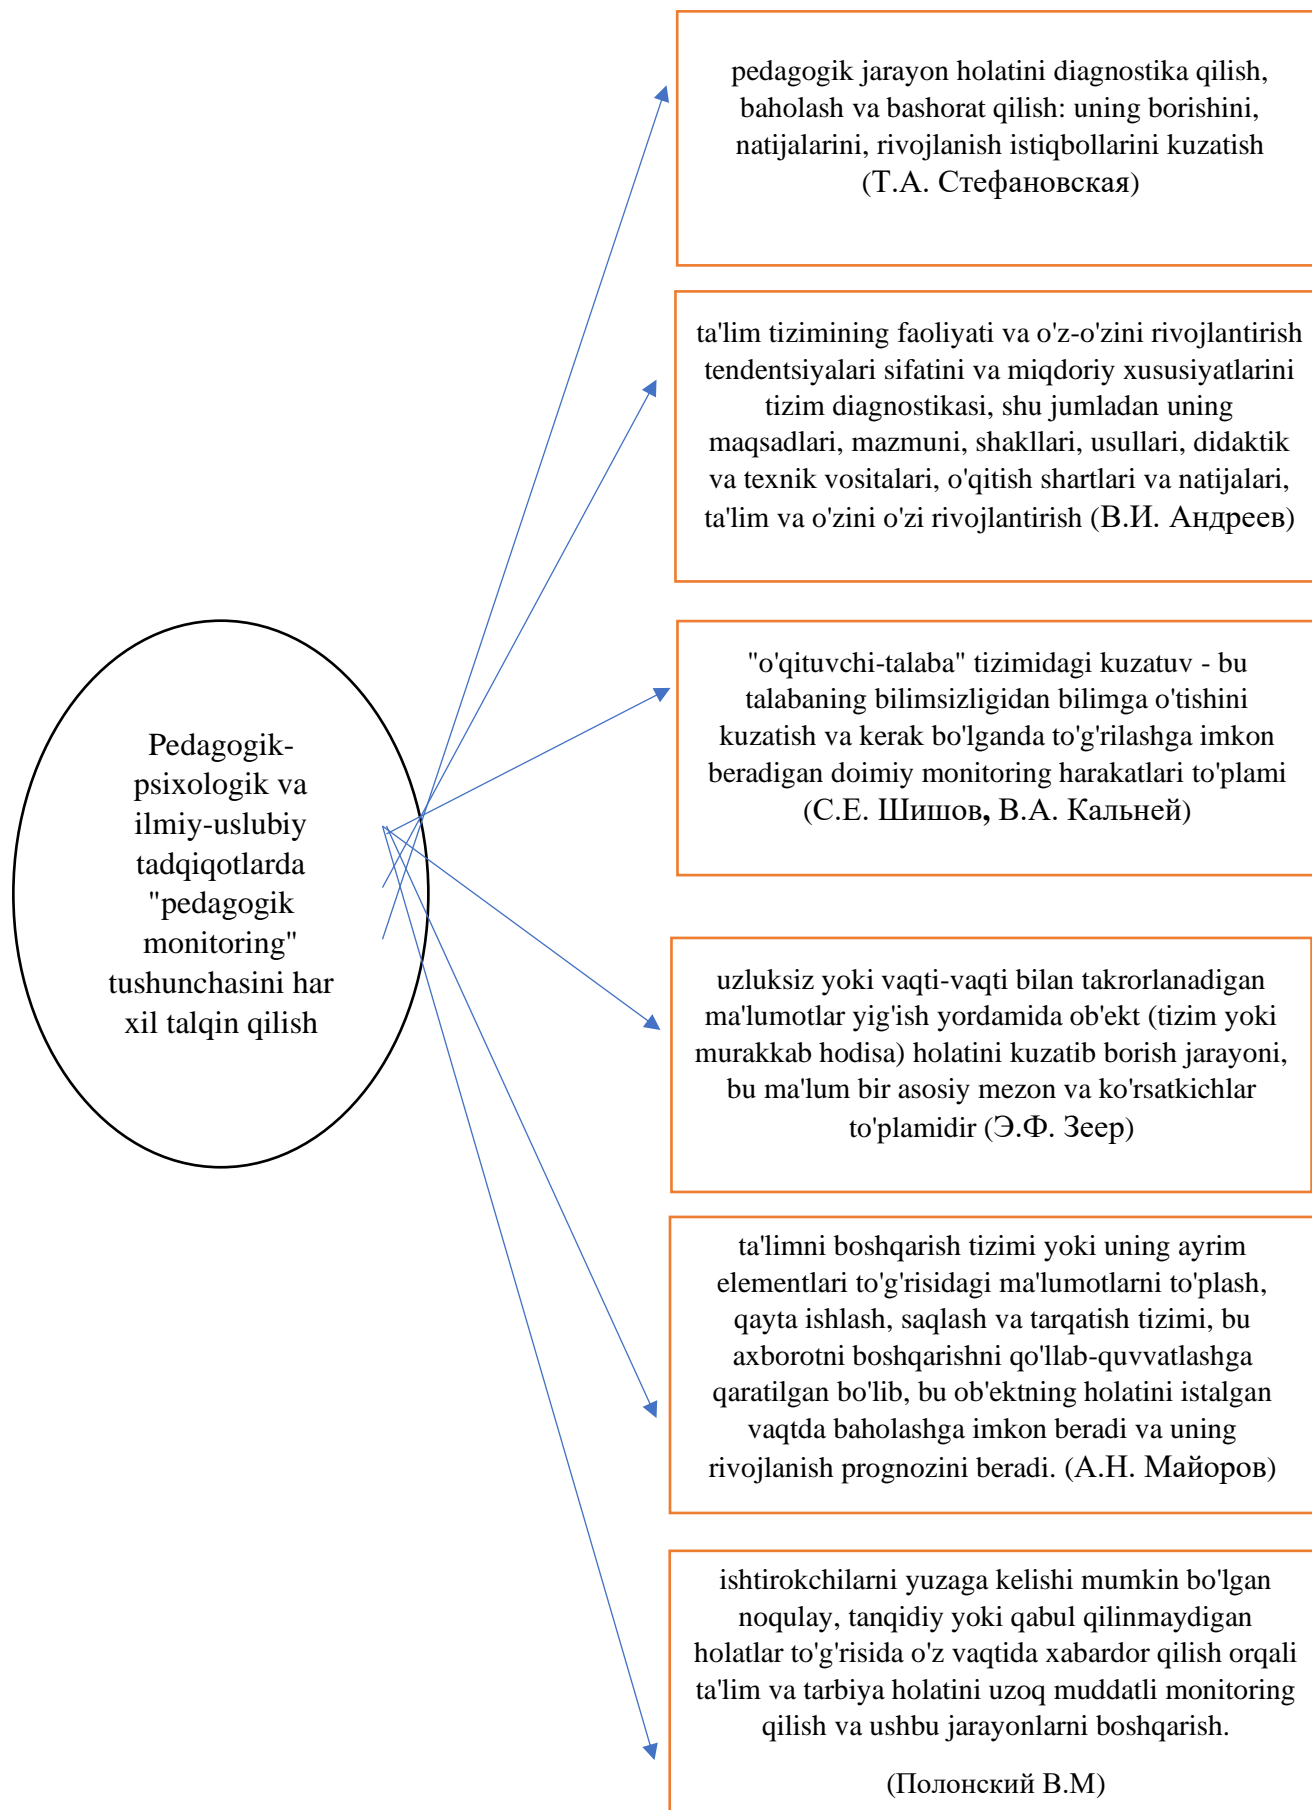 pedagogik jarayon holatini diagnostika qilish,
baholash va bashorat qilish: uning borishini,
natijalarini, rivojlanish istiqbollarini kuzatish
(Т.А. Стефановская)
ta'lim tizimining faoliyati va o'z-o'zini rivojlantirish
tendentsiyalari sifatini va miqdoriy xususiyatlarini
tizim diagnostikasi, shu jumladan uning
maqsadlari, mazmuni, shakllari, usullari, didaktik
va texnik vositalari, o'qitish shartlari va natijalari,
ta'lim va o'zini o'zi rivojlantirish (В.И. Андреев)
"o'qituvchi-talaba" tizimidagi kuzatuv - bu
talabaning bilimsizligidan bilimga o'tishini
kuzatish va kerak bo'lganda to'g'rilashga imkon
beradigan doimiy monitoring harakatlari to'plami
(С.Е. Шишов, В.А. Кальней)
Pedagogik-
psixologik va
ilmiy-uslubiy
tadqiqotlarda
"pedagogik
monitoring"
tushunchasini har
xil talqin qilish
uzluksiz yoki vaqti-vaqti bilan takrorlanadigan
ma'lumotlar yig'ish yordamida ob'ekt (tizim yoki
murakkab hodisa) holatini kuzatib borish jarayoni,
bu ma'lum bir asosiy mezon va ko'rsatkichlar
to'plamidir (Э.Ф. Зеер)
ta'limni boshqarish tizimi yoki uning ayrim
elementlari to'g'risidagi ma'lumotlarni to'plash,
qayta ishlash, saqlash va tarqatish tizimi, bu
axborotni boshqarishni qo'llab-quvvatlashga
qaratilgan bo'lib, bu ob'ektning holatini istalgan
vaqtda baholashga imkon beradi va uning
rivojlanish prognozini beradi. (А.Н. Майоров)
ishtirokchilarni yuzaga kelishi mumkin bo'lgan
noqulay, tanqidiy yoki qabul qilinmaydigan
holatlar to'g'risida o'z vaqtida xabardor qilish orqali
ta'lim va tarbiya holatini uzoq muddatli monitoring
qilish va ushbu jarayonlarni boshqarish.
(Полонский В.М)